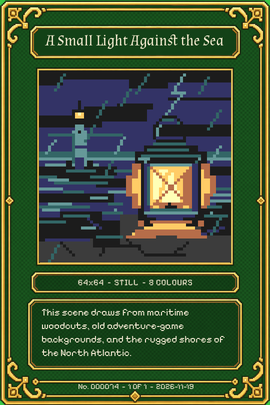 A Small Light Against the Sea
64x64 - STILL - 8 COLOURS
This scene draws from maritime
woodcuts, old adventure-game
backgrounds, and the rugged shores of
the North Atlantic.
No. 000074 - 1 OF 1 - 2025-11-19